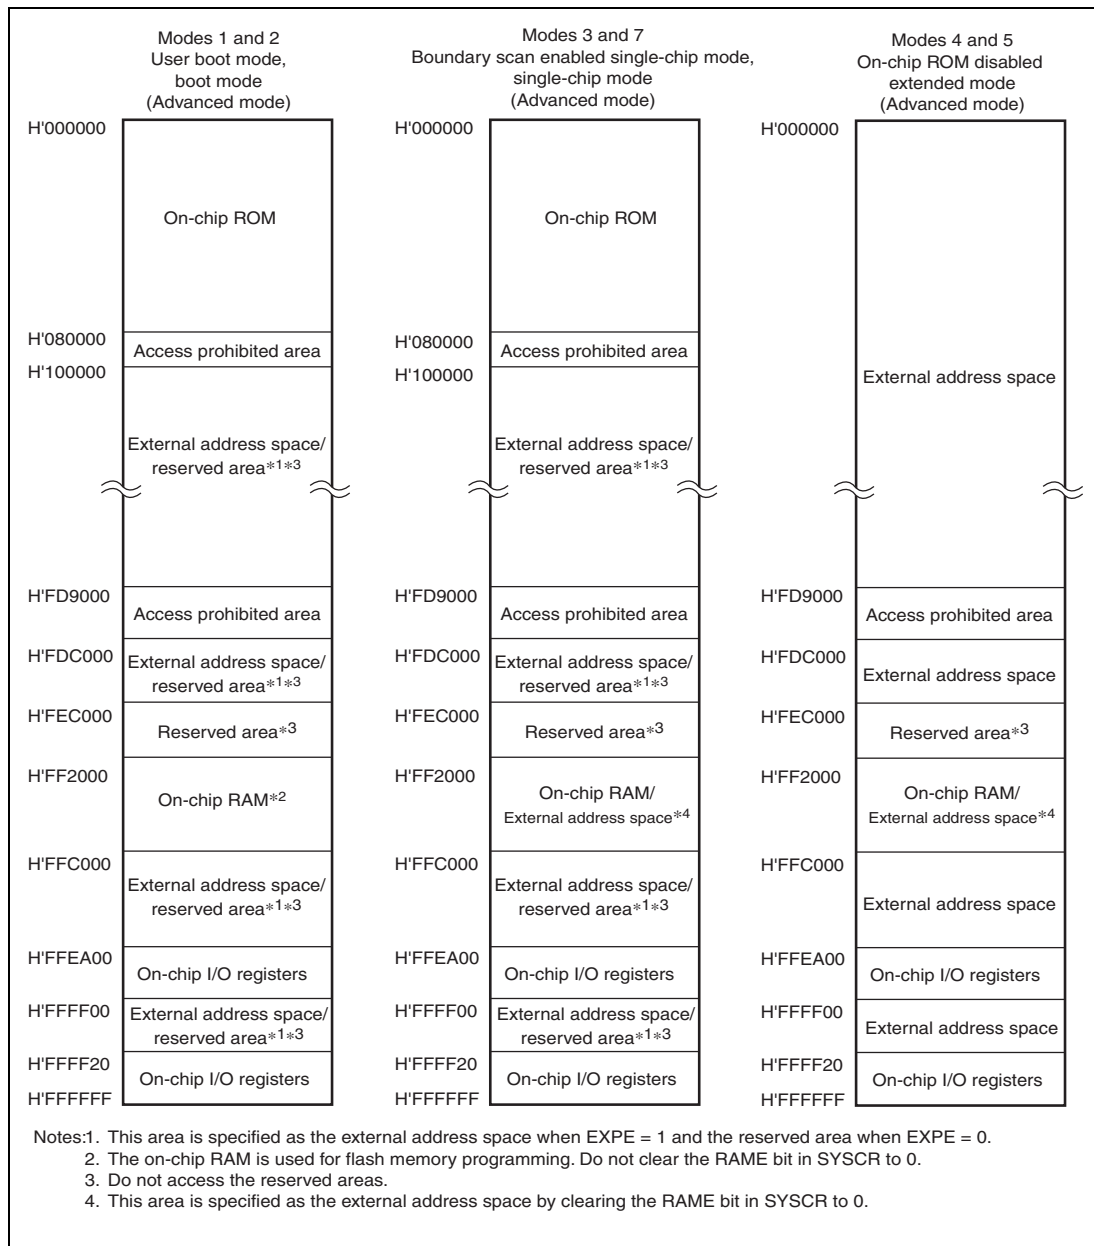 Modes 1 and 2
User boot mode,
boot mode
(Advanced mode)
H'000000
On-chip ROM
H'080000
Access prohibited area
H'100000
External address space/
reserved area*1*3
H'FD9000
Access prohibited area
H'FDC000
External address space/
reserved area*1*3
H'FEC000
Reserved area*3
H'FF2000
On-chip RAM*2
H'FFC000
External address space/
reserved area*1*3
H'FFEA00
On-chip I/O registers
H'FFFF00
External address space/
reserved area*1*3
H'FFFF20
On-chip I/O registers
H'FFFFFF
Modes 3 and 7
Boundary scan enabled single-chip mode,
single-chip mode
(Advanced mode)
H'000000
On-chip ROM
H'080000
Access prohibited area
H'100000
External address space/
reserved area*1*3
H'FD9000
Access prohibited area
H'FDC000
External address space/
reserved area*1*3
H'FEC000
Reserved area*3
H'FF2000
On-chip RAM/
External address space*4
H'FFC000
External address space/
reserved area*1*3
H'FFEA00
On-chip I/O registers
H'FFFF00
External address space/
reserved area*1*3
H'FFFF20
On-chip I/O registers
H'FFFFFF
Modes 4 and 5
On-chip ROM disabled
extended mode
(Advanced mode)
H'000000
External address space
H'FD9000
Access prohibited area
H'FDC000
External address space
H'FEC000
Reserved area*3
H'FF2000
On-chip RAM/
External address space*4
H'FFC000
External address space
H'FFEA00
On-chip I/O registers
H'FFFF00
External address space
H'FFFF20
On-chip I/O registers
H'FFFFFF
Notes:1. This area is specified as the external address space when EXPE = 1 and the reserved area when EXPE = 0.
2. The on-chip RAM is used for flash memory programming. Do not clear the RAME bit in SYSCR to 0.
3. Do not access the reserved areas.
4. This area is specified as the external address space by clearing the RAME bit in SYSCR to 0.